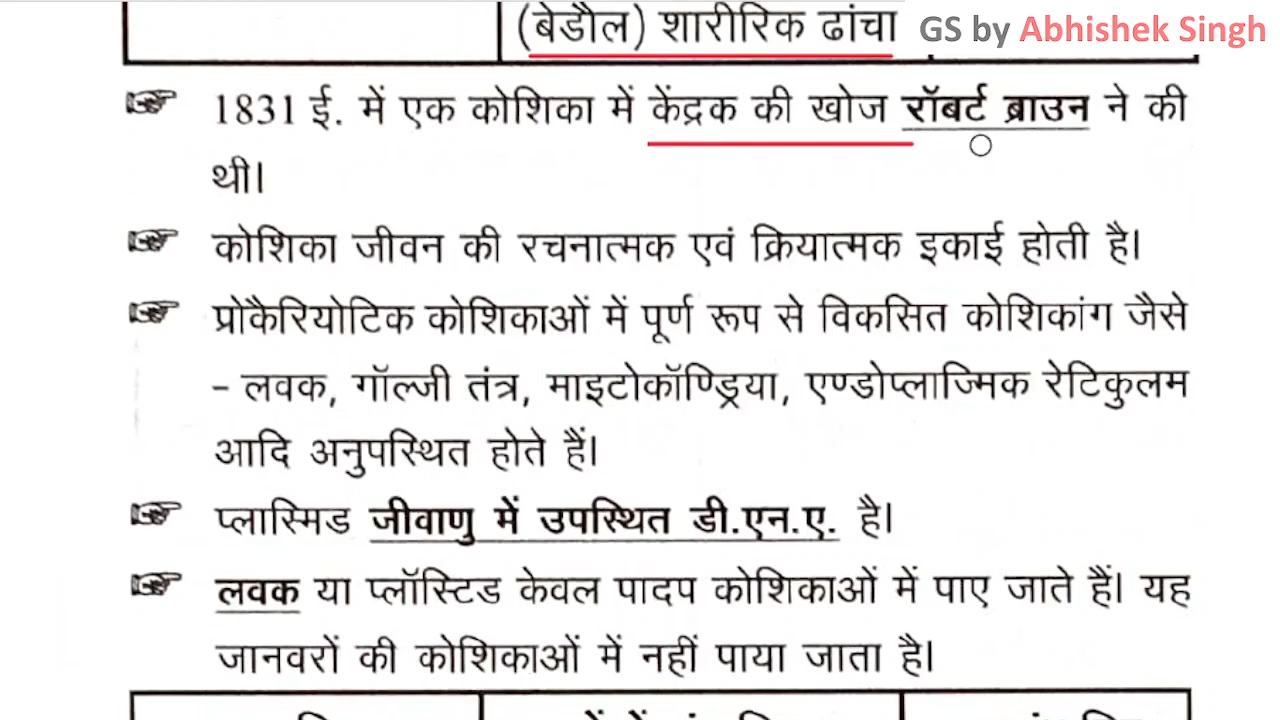 (बेडौल) शारीरिक ढांचा
GS by Abhishek Singh
1831 ई. में एक कोशिका में केंद्रक की खोज रॉबर्ट ब्राउन ने की
थी।
कोशिका जीवन की रचनात्मक एवं क्रियात्मक इकाई होती है।
प्रोकैरियोटिक कोशिकाओं में पूर्ण रूप से विकसित कोशिकांग जैसे
– लवक, गॉल्जी तंत्र, माइटोकॉण्ड्रिया, एण्डोप्लाज्मिक रेटिकुलम
आदि अनुपस्थित होते हैं।
प्लास्मिड जीवाणु में उपस्थित डी.एन.ए. है।
लवक या प्लॉस्टिड केवल पादप कोशिकाओं में पाए जाते हैं। यह
जानवरों की कोशिकाओं में नहीं पाया जाता है।